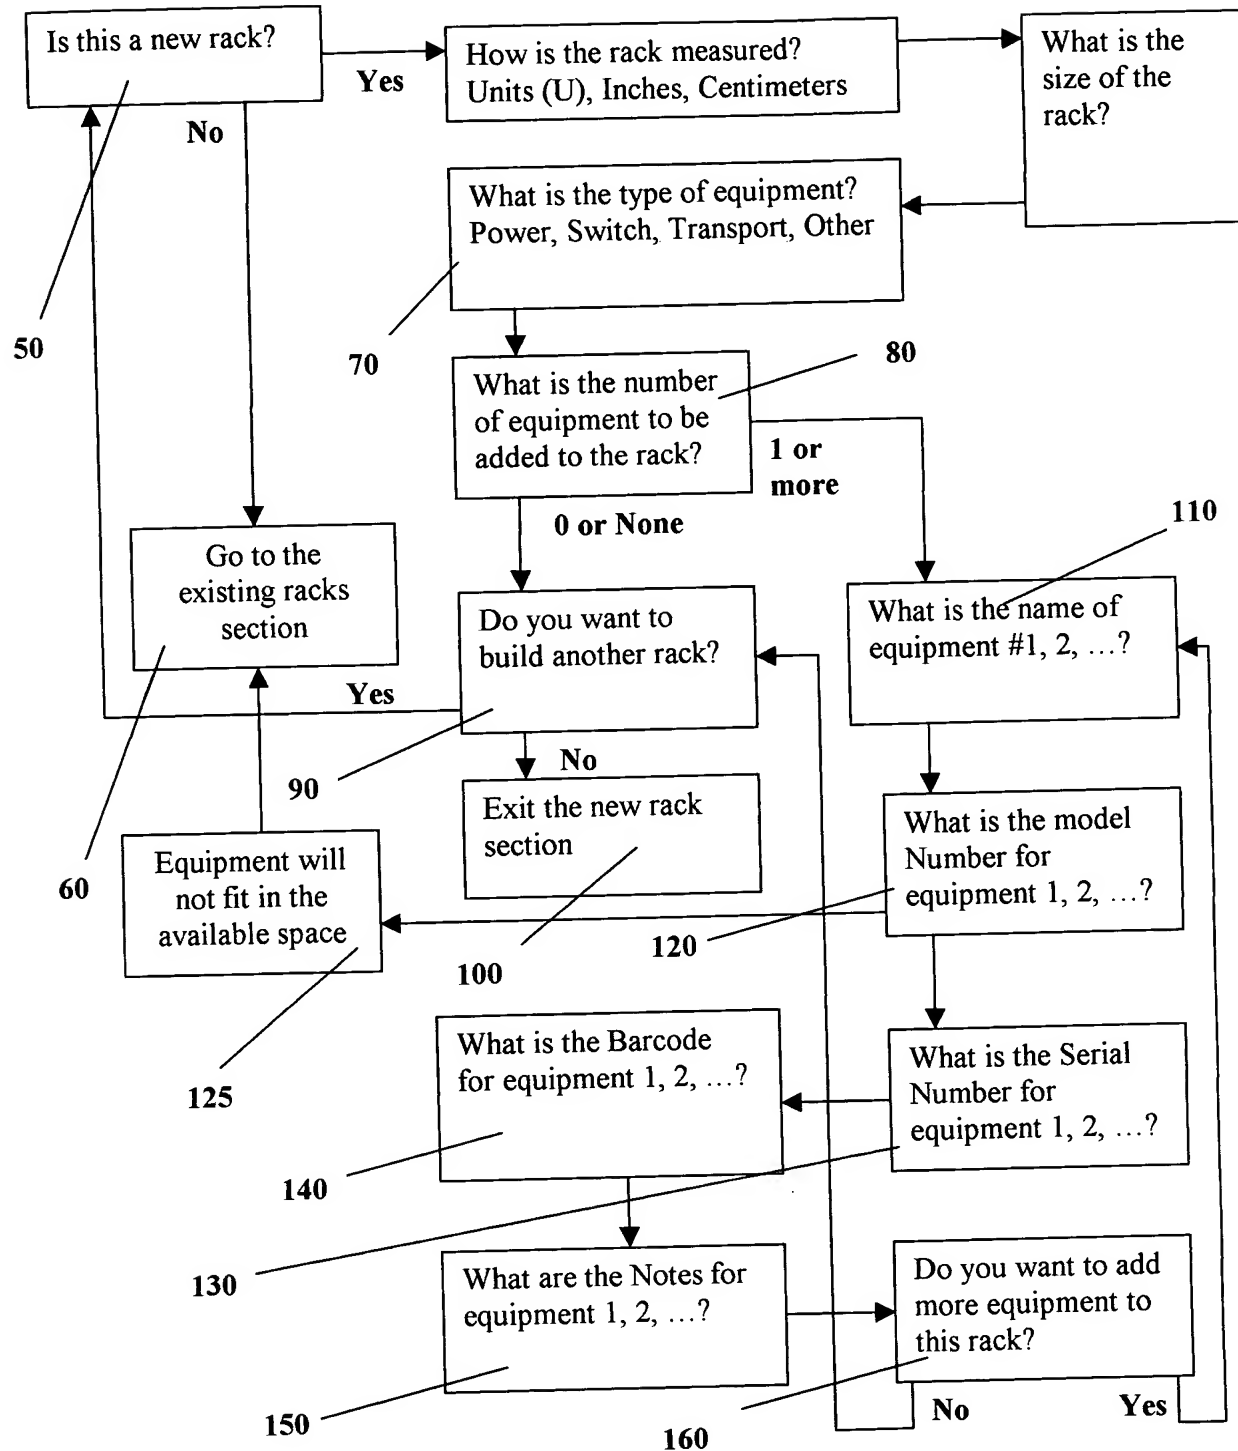 Is this a new rack?
Yes
No
How is the rack measured?
Units (U), Inches, Centimeters
What is the
size of the
rack?
What is the type of equipment?
Power, Switch, Transport, Other
50
70
What is the number
of equipment to be
added to the rack?
80
1 or
more
0 or None
110
Go to the
existing racks
section
Do you want to
build another rack?
What is the name of
equipment #1, 2, …?
Yes
No
90
Exit the new rack
section
What is the model
Number for
equipment 1, 2, …?
60
Equipment will
not fit in the
available space
120
100
125
What is the Barcode
for equipment 1, 2, …?
What is the Serial
Number for
equipment 1, 2, …?
140
130
What are the Notes for
equipment 1, 2, …?
Do you want to add
more equipment to
this rack?
150
160
No
Yes